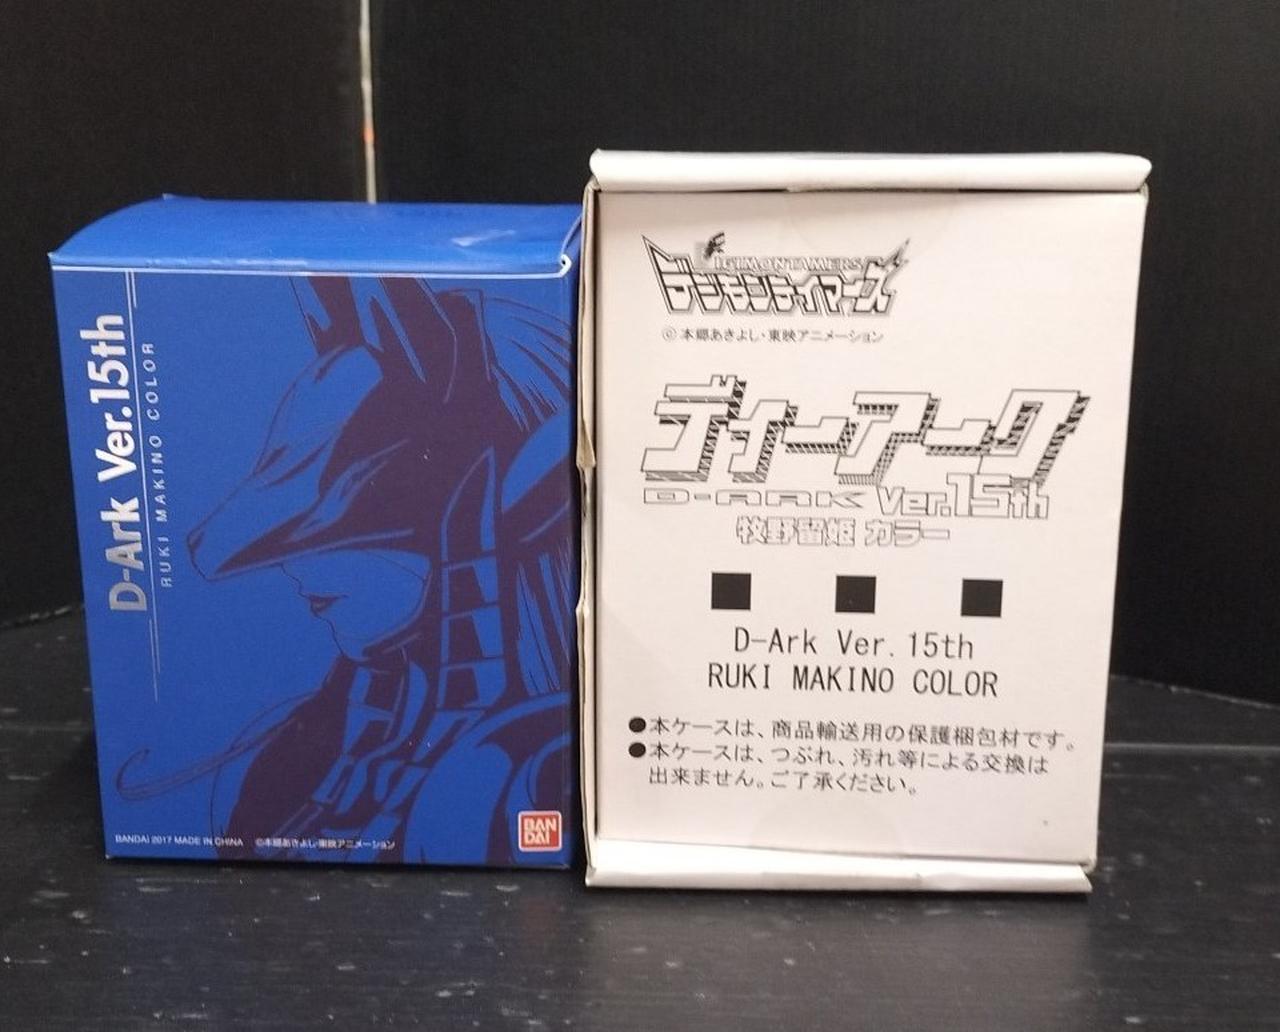 D-Ark Ver.15th
RUKI MAKINO COLOR
BANDAI 2017 MADE IN CHINA ©本郷あきよし・東映アニメーション
BAN
DAI
DIGIMONTAMERS
デジモンテイマーズ
©本郷あきよし・東映アニメーション
ディーアーク
D-ARK Ver.15th
牧野留姫 カラー
D-Ark Ver.15th
RUKI MAKINO COLOR
●本ケースは、商品輸送用の保護梱包材です。
●本ケースは、つぶれ、汚れ等による交換は
出来ません。ご了承ください。